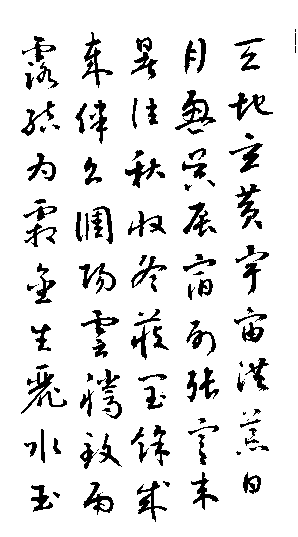 天地玄黃宇宙洪荒日
月盈昃辰宿列張寒来
暑往秋收冬藏閏餘成
歲律呂調陽雲騰致雨
露結为霜金生麗水玉